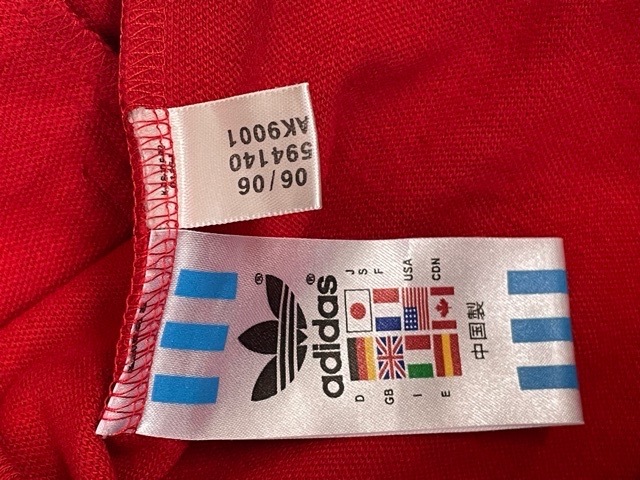 06/06
594140
AK9001
®
adidas®
J
D
S
F
GB
USA
I
CDN
E
中国製